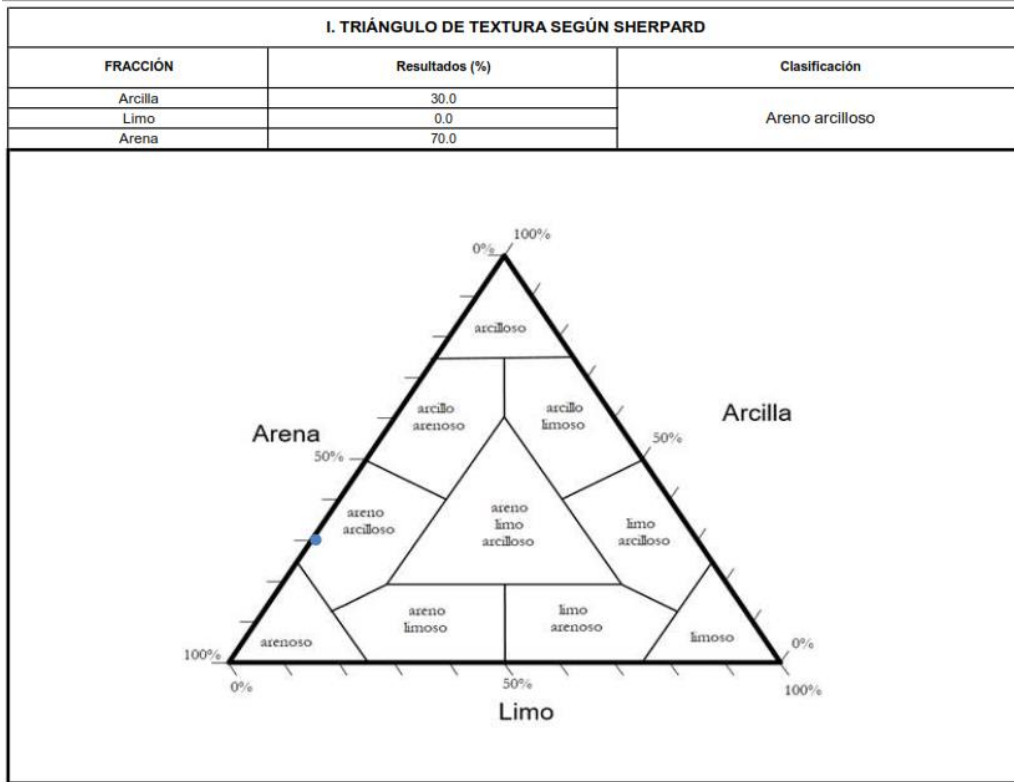 I. TRIÁNGULO DE TEXTURA SEGÚN SHERPARD
FRACCIÓN Resultados (%) Clasificación
Arcilla 30.0
Limo 0.0
Arena 70.0
Areno arcilloso
0% 100%
arcilloso
arcillo
arenoso
arcillo
limoso
Arcilla
Arena
50%
50%
areno
arcilloso
areno
limo
arcilloso
limo
arcilloso
areno
limoso
limo
arenoso
arenoso
limoso
100%
0%
0%
50%
100%
Limo